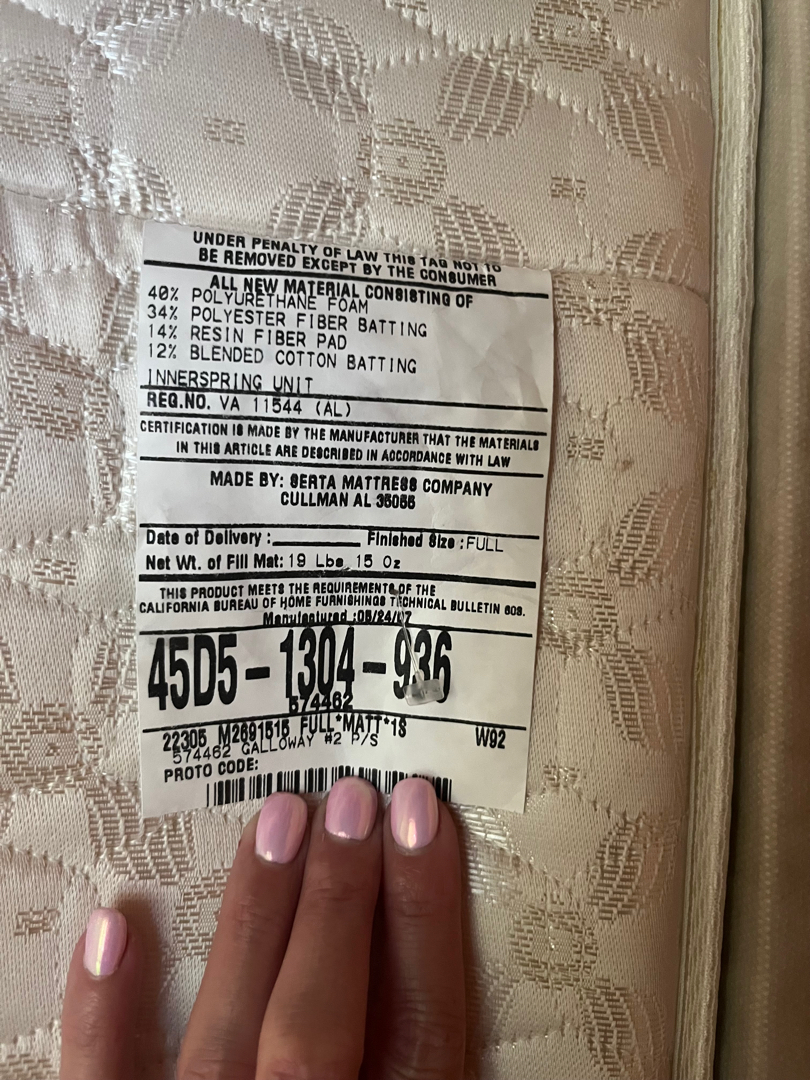 UNDER PENALTY OF LAW THIS TAG NOT TO
BE REMOVED EXCEPT BY THE CONSUMER
ALL NEW MATERIAL CONSISTING OF
40% POLYURETHANE FOAM
34% POLYESTER FIBER BATTING
14% RESIN FIBER PAD
12% BLENDED COTTON BATTING
INNERSPRING UNIT
REG.NO. VA 11544 (AL)
CERTIFICATION IS MADE BY THE MANUFACTURER THAT THE MATERIALS
IN THIS ARTICLE ARE DESCRIBED IN ACCORDANCE WITH LAW
MADE BY: SERTA MATTRESS COMPANY
CULLMAN AL 35055
Date of Delivery : Finished Size : FULL
Net Wt. of Fill Mat: 19 Lbs 15 Oz
THIS PRODUCT MEETS THE REQUIREMENTS OF THE
CALIFORNIA BUREAU OF HOME FURNISHINGS TECHNICAL BULLETIN 603.
Manufactured :
45D5-1304-936
574462
22305 M2691515 FULL*MATT*1S W92
574462 GALLOWAY #2 P/S
PROTO CODE: